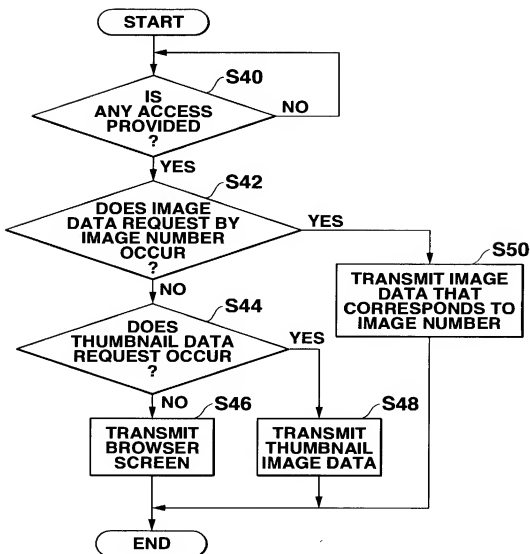 START
S40
IS
ANY ACCESS
PROVIDED
?
NO
YES
S42
DOES IMAGE
DATA REQUEST BY
IMAGE NUMBER
OCCUR
?
YES
S50
TRANSMIT IMAGE
DATA THAT
CORRESPONDS TO
IMAGE NUMBER
NO
S44
DOES
THUMBNAIL DATA
REQUEST OCCUR
?
YES
NO
S46
TRANSMIT
BROWSER
SCREEN
S48
TRANSMIT
THUMBNAIL
IMAGE DATA
END